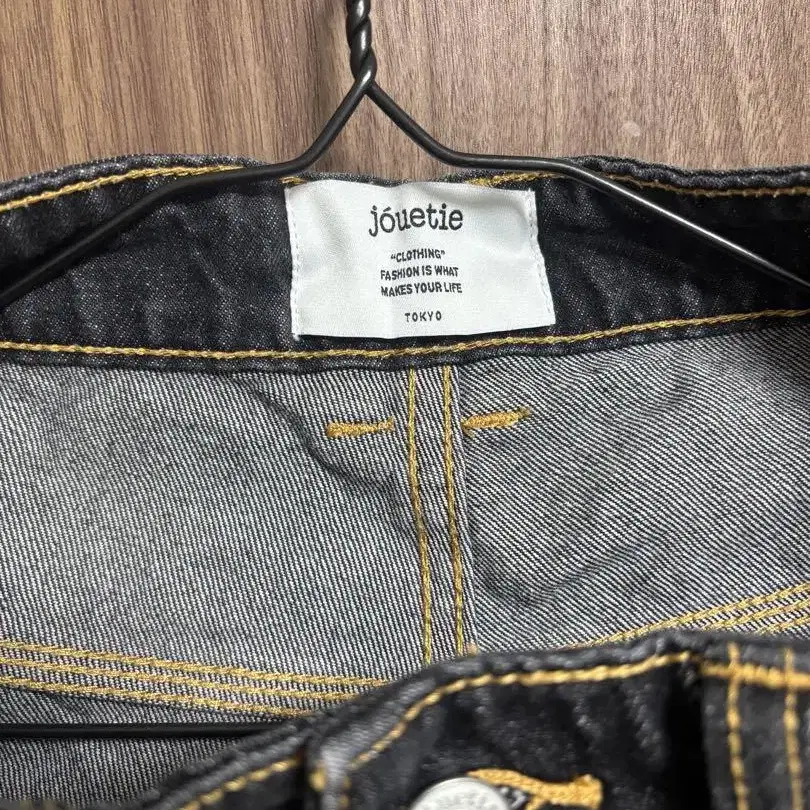 jóuetie
“CLOTHING”
FASHION IS WHAT
MAKES YOUR LIFE
TOKYO